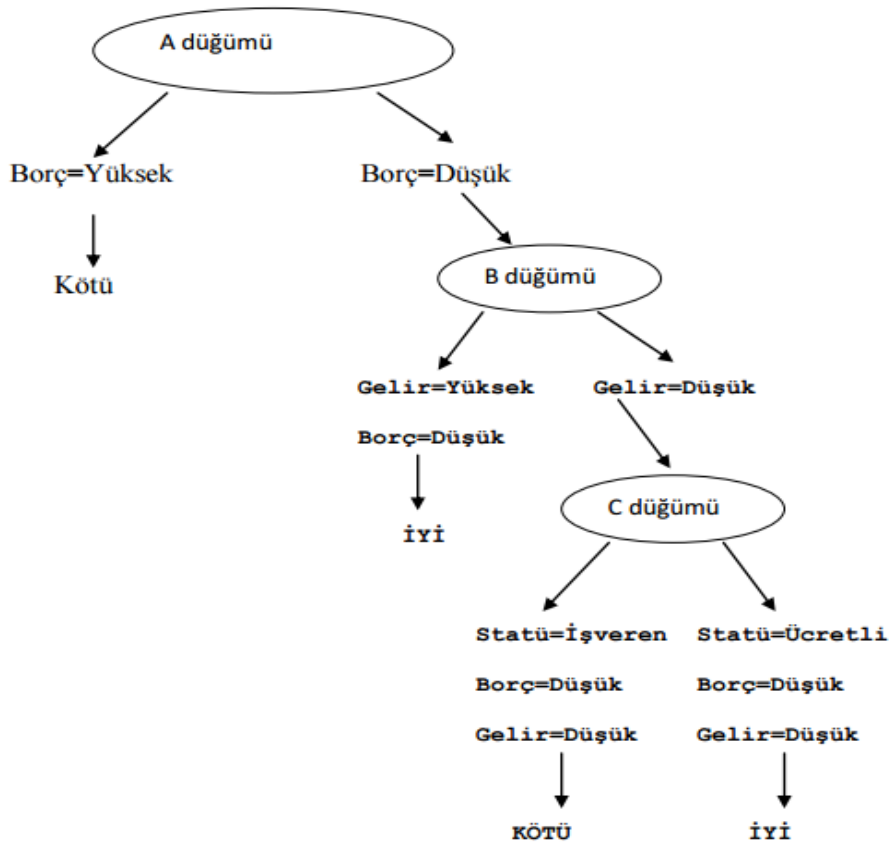 A düğümü
Borç=Yüksek Borç=Düşük
Kötü
B düğümü
Gelir=Yüksek Gelir=Düşük
Borç=Düşük
İYİ
C düğümü
Statü=İşveren Statü=Ücretli
Borç=Düşük Borç=Düşük
Gelir=Düşük Gelir=Düşük
KÖTÜ İYİ